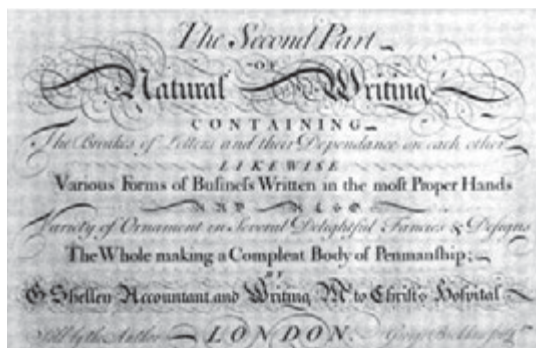 The Second Part
OF
Natural Writing
CONTAINING
The Breakes of Letters and their Dependance on each other
LIKEWISE
Various Forms of Buſineſs Written in the moſt Proper Hands
AND ALSO
Variety of Ornament in Several Delightful Fancies & Deſigns
The Whole making a Compleat Body of Penmanſhip;
BY
G Shelley Accountant and Writing Mr to Chriſt's Hoſpital
Sold by the Author LONDON. George